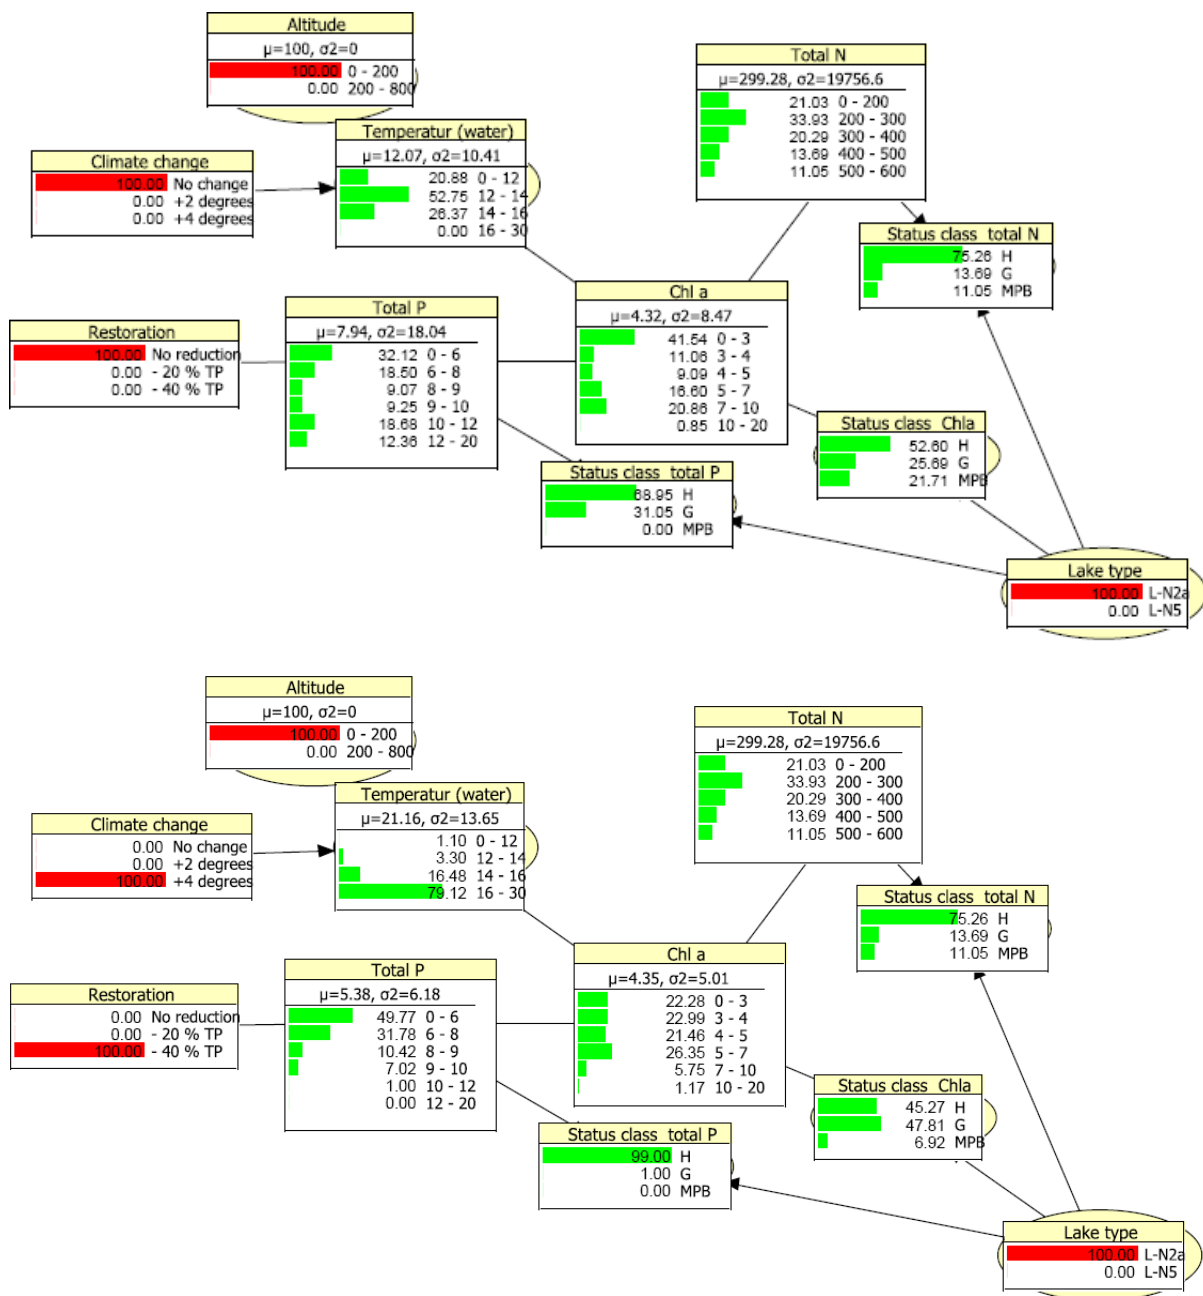 Altitude
μ=100, σ2=0
100.00 0 - 200
0.00 200 - 800
Total N
μ=299.28, σ2=19756.6
21.03 0 - 200
33.93 200 - 300
20.29 300 - 400
13.69 400 - 500
11.05 500 - 600
Temperatur (water)
μ=12.07, σ2=10.41
20.88 0 - 12
52.75 12 - 14
26.37 14 - 16
0.00 16 - 30
Climate change
100.00 No change
0.00 +2 degrees
0.00 +4 degrees
Status class total N
75.26 H
13.69 G
11.05 MPB
Total P
μ=7.94, σ2=18.04
32.12 0 - 6
18.50 6 - 8
9.07 8 - 9
9.25 9 - 10
18.68 10 - 12
12.36 12 - 20
Chl a
μ=4.32, σ2=8.47
41.54 0 - 3
11.06 3 - 4
9.09 4 - 5
16.60 5 - 7
20.86 7 - 10
0.85 10 - 20
Restoration
100.00 No reduction
0.00 - 20 % TP
0.00 - 40 % TP
Status class Chla
52.60 H
25.69 G
21.71 MPB
Status class total P
68.95 H
31.05 G
0.00 MPB
Lake type
100.00 L-N2a
0.00 L-N5
Altitude
μ=100, σ2=0
100.00 0 - 200
0.00 200 - 800
Total N
μ=299.28, σ2=19756.6
21.03 0 - 200
33.93 200 - 300
20.29 300 - 400
13.69 400 - 500
11.05 500 - 600
Temperatur (water)
μ=21.16, σ2=13.65
1.10 0 - 12
3.30 12 - 14
16.48 14 - 16
79.12 16 - 30
Climate change
0.00 No change
0.00 +2 degrees
100.00 +4 degrees
Status class total N
75.26 H
13.69 G
11.05 MPB
Total P
μ=5.38, σ2=6.18
49.77 0 - 6
31.78 6 - 8
10.42 8 - 9
7.02 9 - 10
1.00 10 - 12
0.00 12 - 20
Chl a
μ=4.35, σ2=5.01
22.28 0 - 3
22.99 3 - 4
21.46 4 - 5
26.35 5 - 7
5.75 7 - 10
1.17 10 - 20
Restoration
0.00 No reduction
0.00 - 20 % TP
100.00 - 40 % TP
Status class Chla
45.27 H
47.81 G
6.92 MPB
Status class total P
99.00 H
1.00 G
0.00 MPB
Lake type
100.00 L-N2a
0.00 L-N5